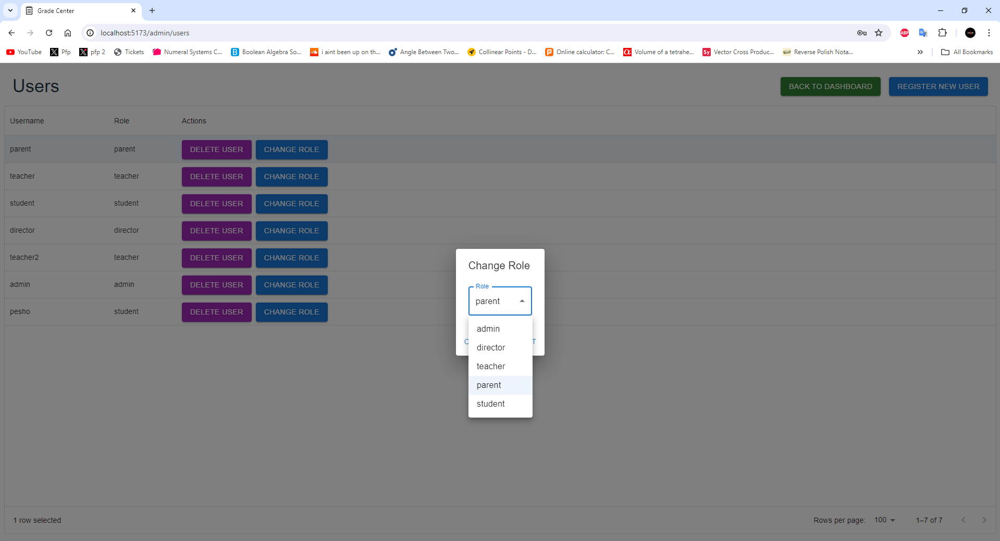 Grade Center
localhost:5173/admin/users
ABP
YouTube Pfp pfp 2 Tickets Numeral Systems C... Boolean Algebra So... i aint been up on th... Angle Between Two... Collinear Points - D... Online calculator: C... Volume of a tetrahe... Sy Vector Cross Produc... Reverse Polish Nota... All Bookmarks
Users BACK TO DASHBOARD REGISTER NEW USER
Username Role Actions
parent parent DELETE USER CHANGE ROLE
teacher teacher DELETE USER CHANGE ROLE
student student DELETE USER CHANGE ROLE
director director DELETE USER CHANGE ROLE
teacher2 teacher DELETE USER CHANGE ROLE
admin admin DELETE USER CHANGE ROLE
pesho student DELETE USER CHANGE ROLE
Change Role
Role
parent
admin
director
teacher
parent
student
1 row selected Rows per page: 100 1–7 of 7